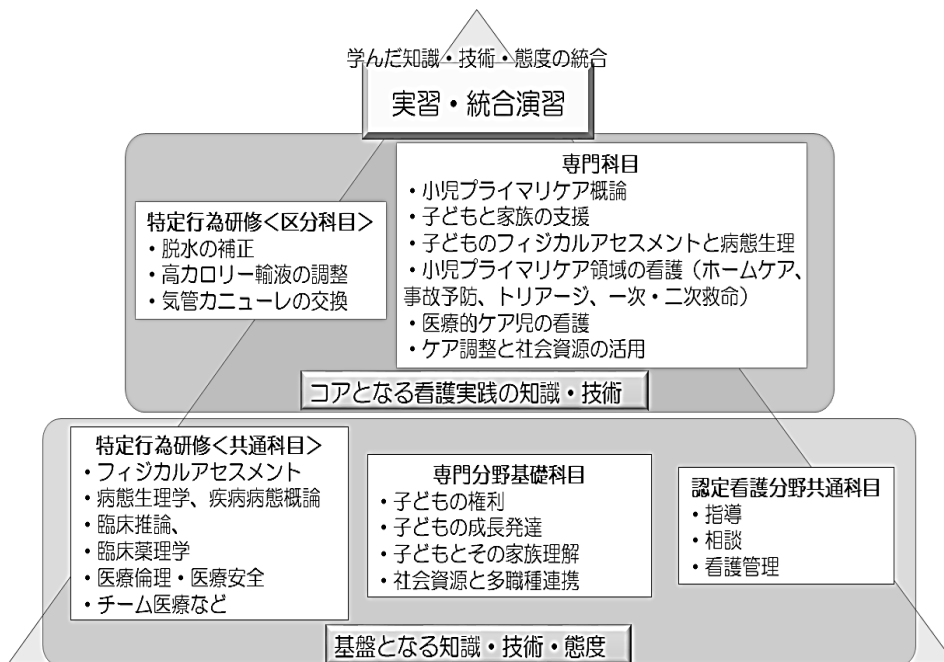 学んだ知識・技術・態度の統合
実習・統合演習
専門科目
・小児プライマリケア概論
・子どもと家族の支援
・子どものフィジカルアセスメントと病態生理
・小児プライマリケア領域の看護（ホームケア、
事故予防、トリアージ、一次・二次救命）
・医療的ケア児の看護
・ケア調整と社会資源の活用
特定行為研修＜区分科目＞
・脱水の補正
・高カロリー輸液の調整
・気管カニューレの交換
コアとなる看護実践の知識・技術
特定行為研修＜共通科目＞
・フィジカルアセスメント
・病態生理学、疾病病態概論
・臨床推論、
・臨床薬理学
・医療倫理・医療安全
・チーム医療など
専門分野基礎科目
・子どもの権利
・子どもの成長発達
・子どもとその家族理解
・社会資源と多職種連携
認定看護分野共通科目
・指導
・相談
・看護管理
基盤となる知識・技術・態度